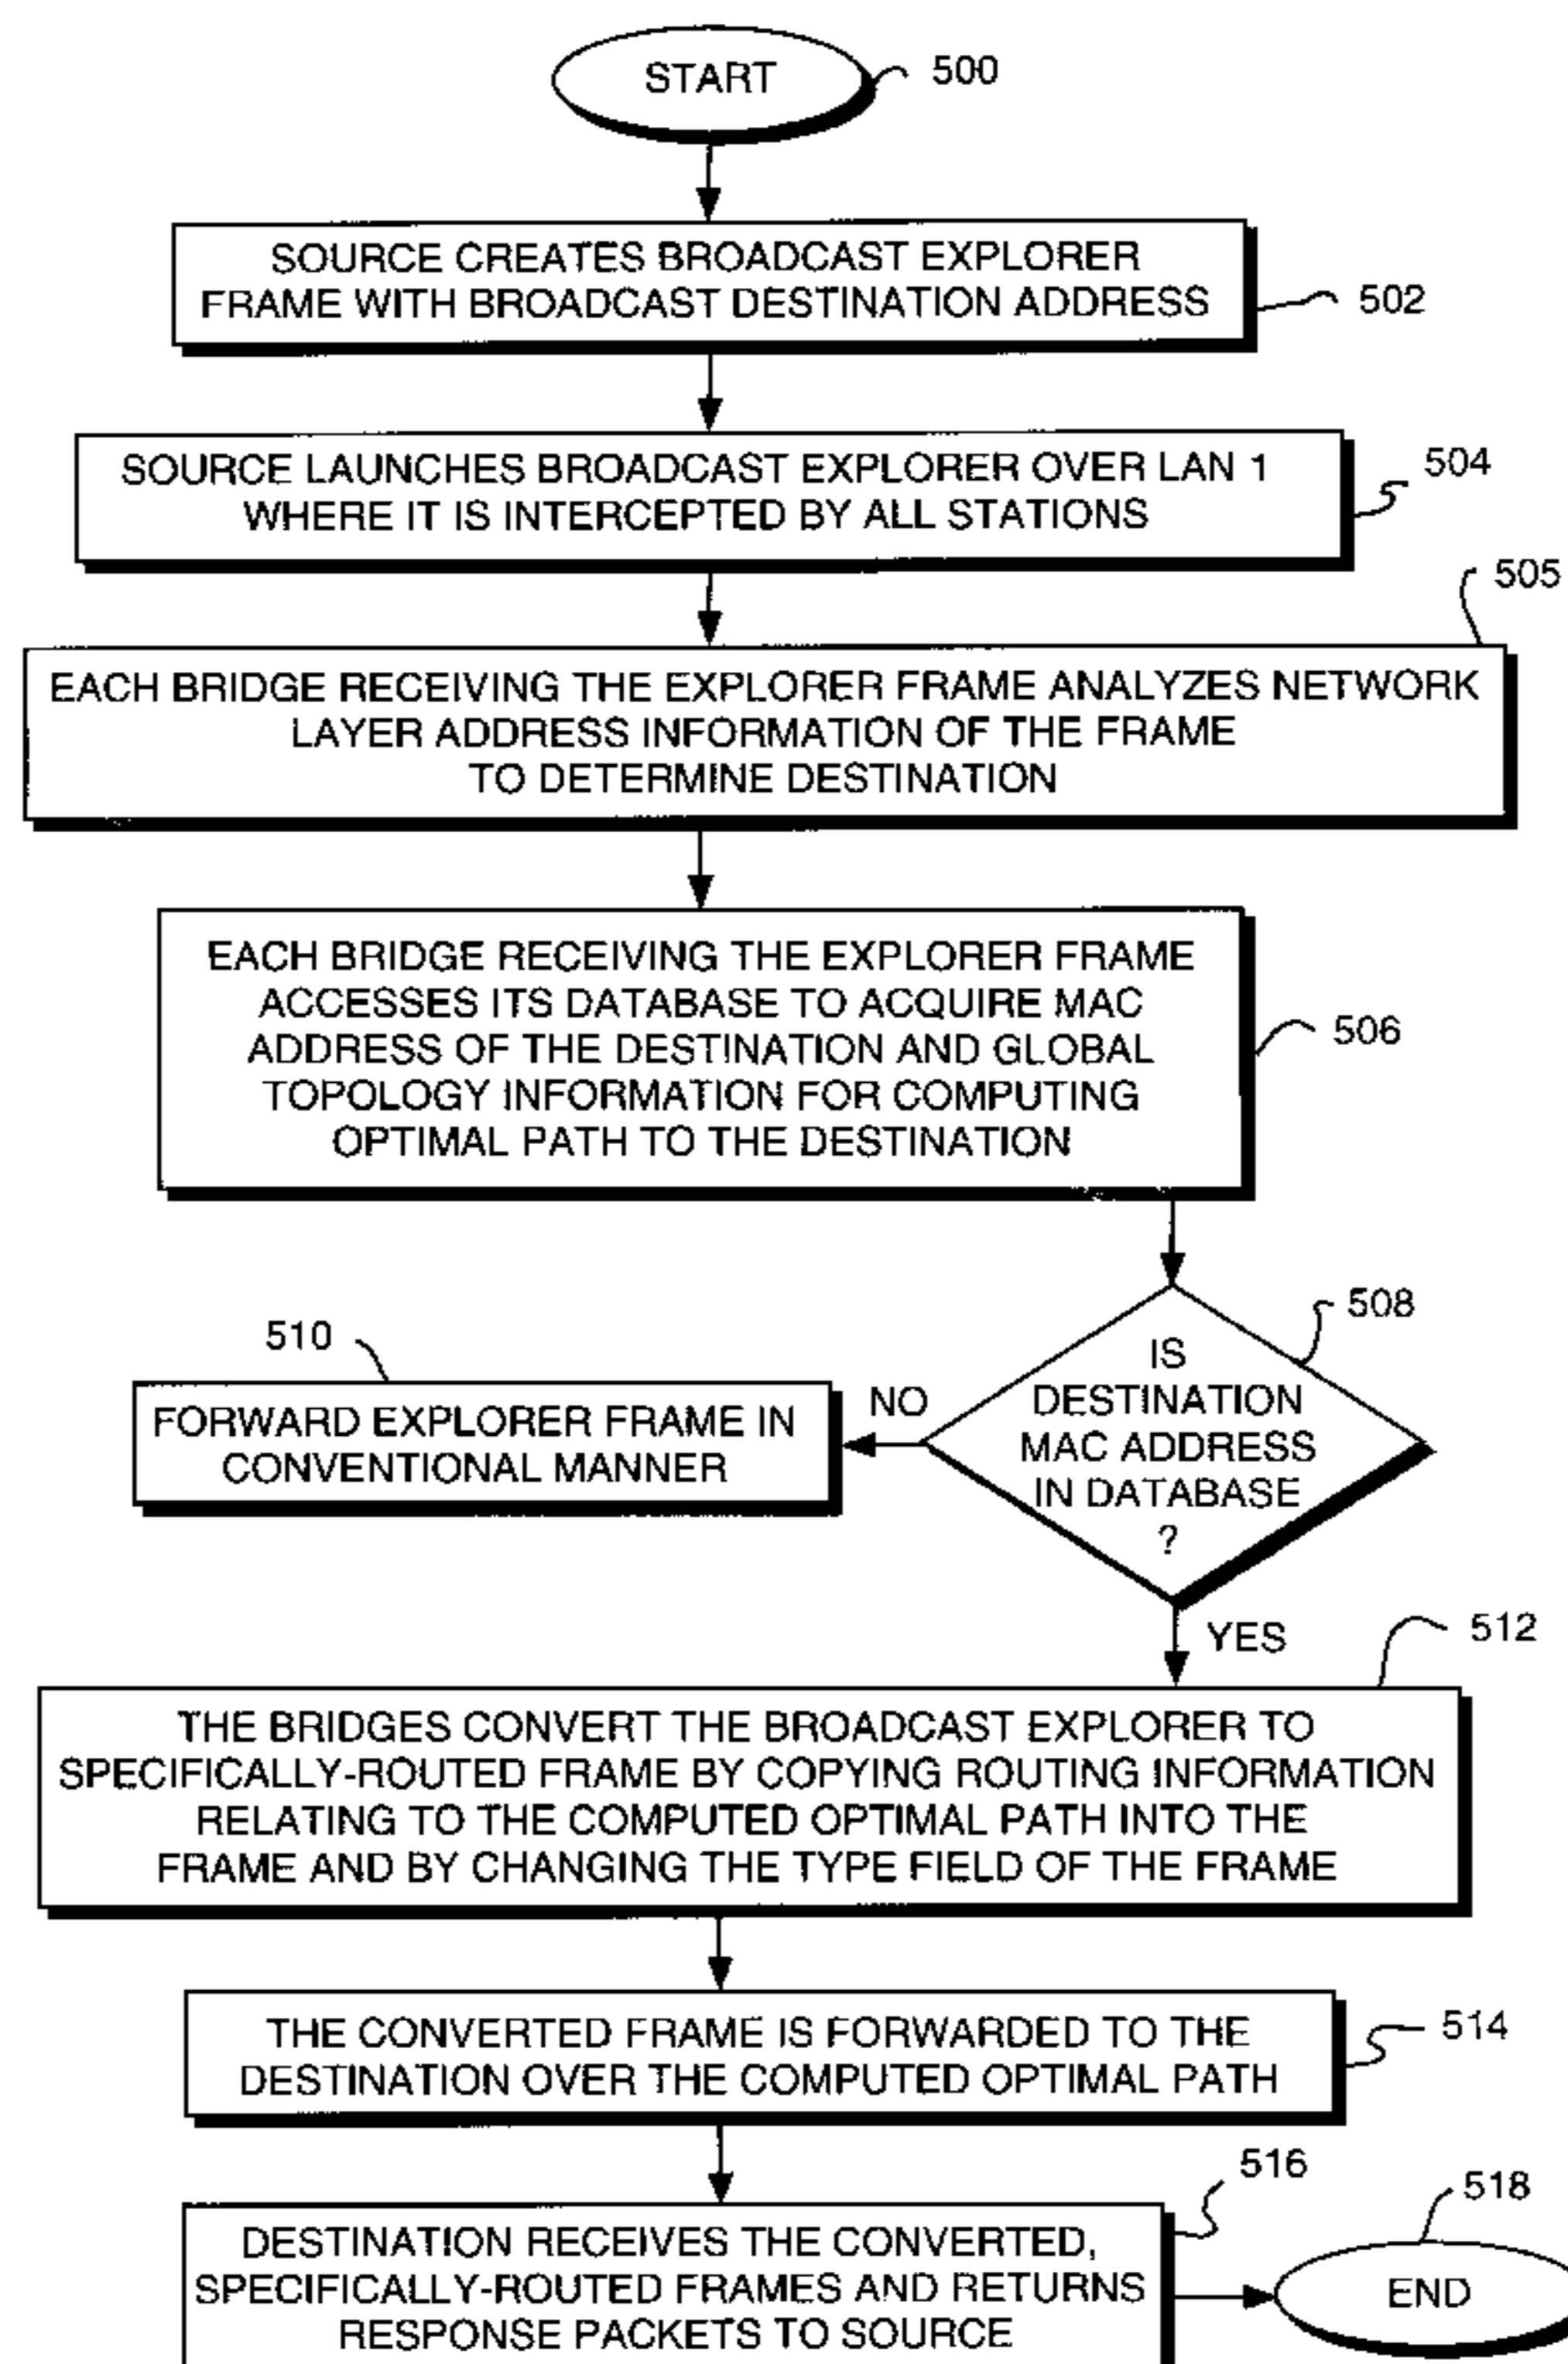 START
500
SOURCE CREATES BROADCAST EXPLORER
FRAME WITH BROADCAST DESTINATION ADDRESS
502
SOURCE LAUNCHES BROADCAST EXPLORER OVER LAN 1
WHERE IT IS INTERCEPTED BY ALL STATIONS
504
505
EACH BRIDGE RECEIVING THE EXPLORER FRAME ANALYZES NETWORK
LAYER ADDRESS INFORMATION OF THE FRAME
TO DETERMINE DESTINATION
EACH BRIDGE RECEIVING THE EXPLORER FRAME
ACCESSES ITS DATABASE TO ACQUIRE MAC
ADDRESS OF THE DESTINATION AND GLOBAL
TOPOLOGY INFORMATION FOR COMPUTING
OPTIMAL PATH TO THE DESTINATION
506
508
IS
DESTINATION
MAC ADDRESS
IN DATABASE
?
NO
510
FORWARD EXPLORER FRAME IN
CONVENTIONAL MANNER
YES
512
THE BRIDGES CONVERT THE BROADCAST EXPLORER TO
SPECIFICALLY-ROUTED FRAME BY COPYING ROUTING INFORMATION
RELATING TO THE COMPUTED OPTIMAL PATH INTO THE
FRAME AND BY CHANGING THE TYPE FIELD OF THE FRAME
THE CONVERTED FRAME IS FORWARDED TO THE
DESTINATION OVER THE COMPUTED OPTIMAL PATH
514
516
DESTINATION RECEIVES THE CONVERTED,
SPECIFICALLY-ROUTED FRAMES AND RETURNS
RESPONSE PACKETS TO SOURCE
518
END